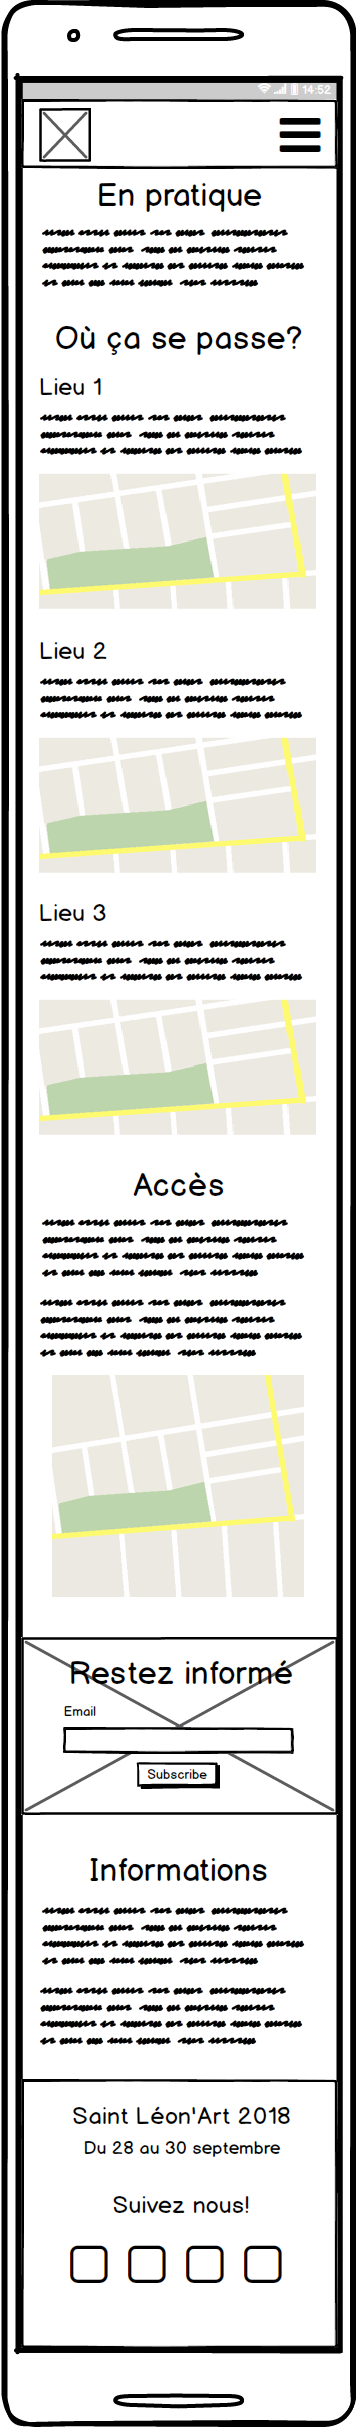 14:52
En pratique
Où ça se passe?
Lieu 1
Lieu 2
Lieu 3
Accès
Restez informé
Email
Subscribe
Informations
Saint Léon'Art 2018
Du 28 au 30 septembre
Suivez nous!